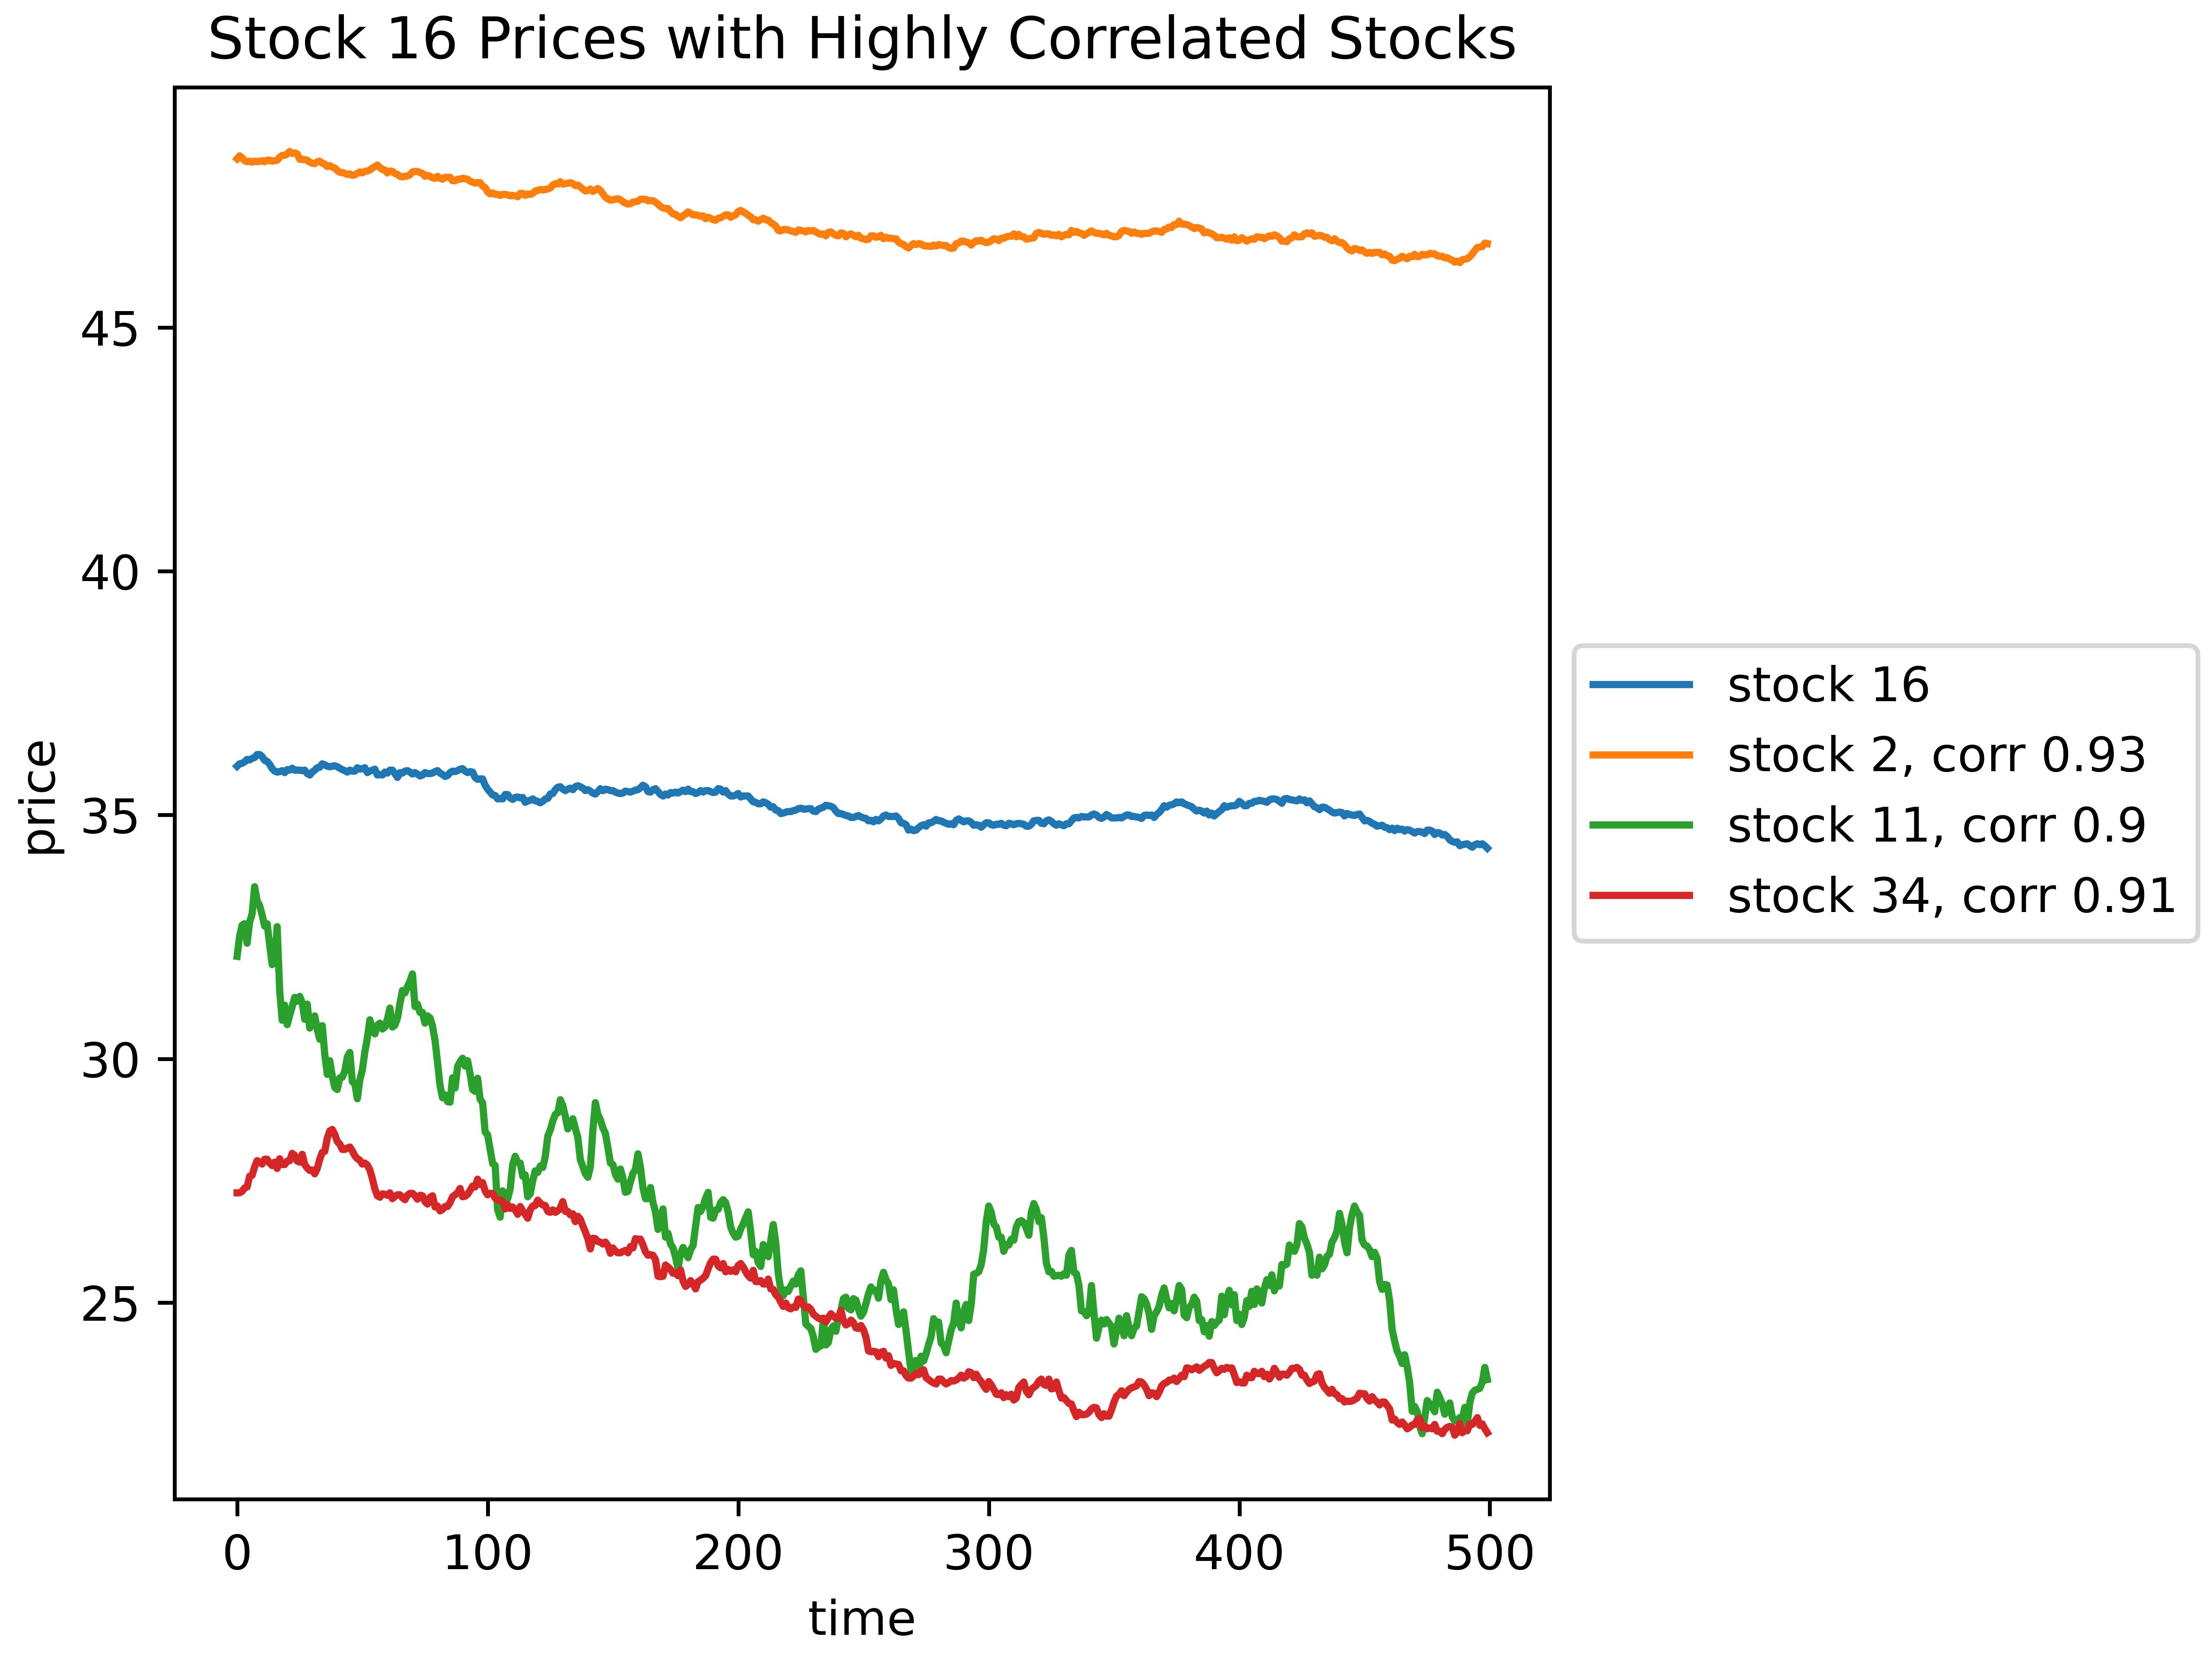 Stock 16 Prices with Highly Correlated Stocks
price
45
40
35
30
25
0 100 200 300 400 500
time
stock 16
stock 2, corr 0.93
stock 11, corr 0.9
stock 34, corr 0.91